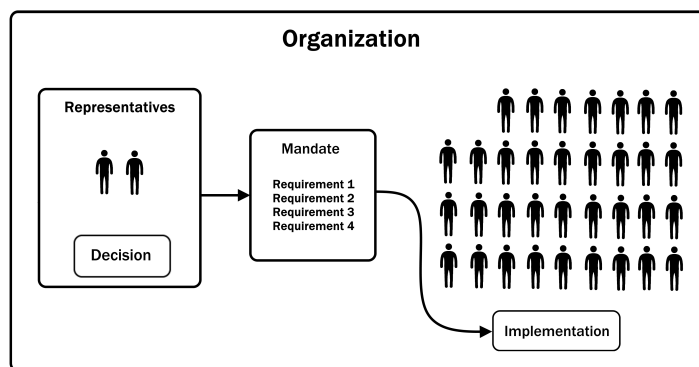 Organization
Representatives
Decision
Mandate
Requirement 1
Requirement 2
Requirement 3
Requirement 4
Implementation